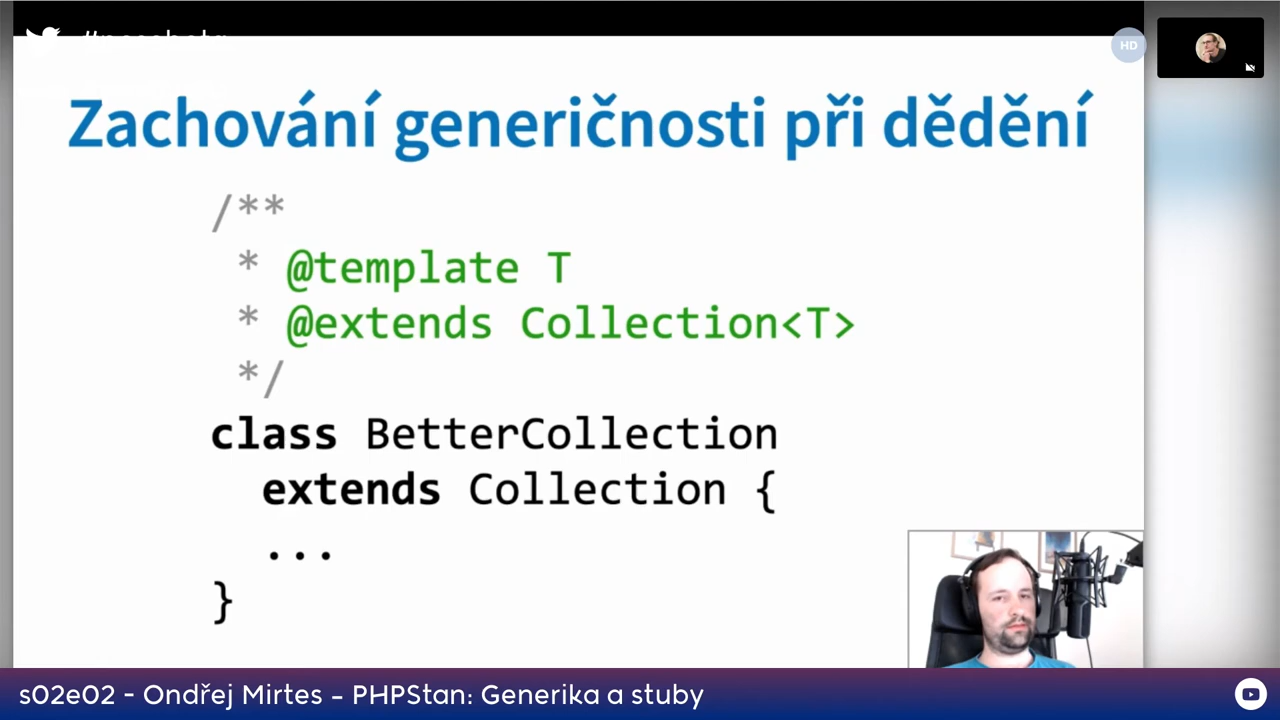 HD
Zachování generičnosti při dědění
/**
* @template T
* @extends Collection<T>
*/
class BetterCollection
extends Collection {
...
}
s02e02 - Ondřej Mirtes - PHPStan: Generika a stuby